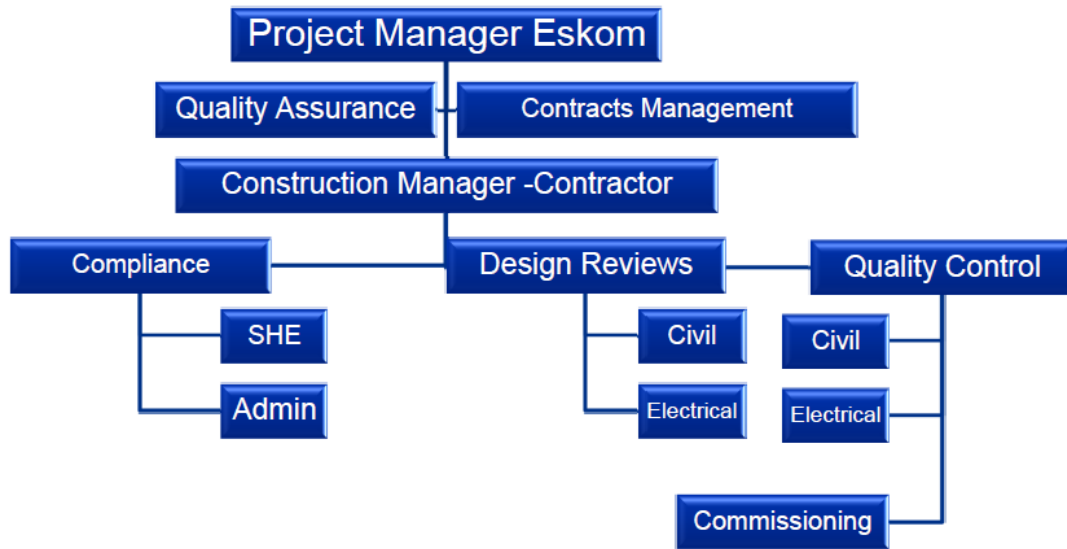 Project Manager Eskom
Quality Assurance
Contracts Management
Construction Manager -Contractor
Compliance
Design Reviews
Quality Control
SHE
Civil
Civil
Admin
Electrical
Electrical
Commissioning